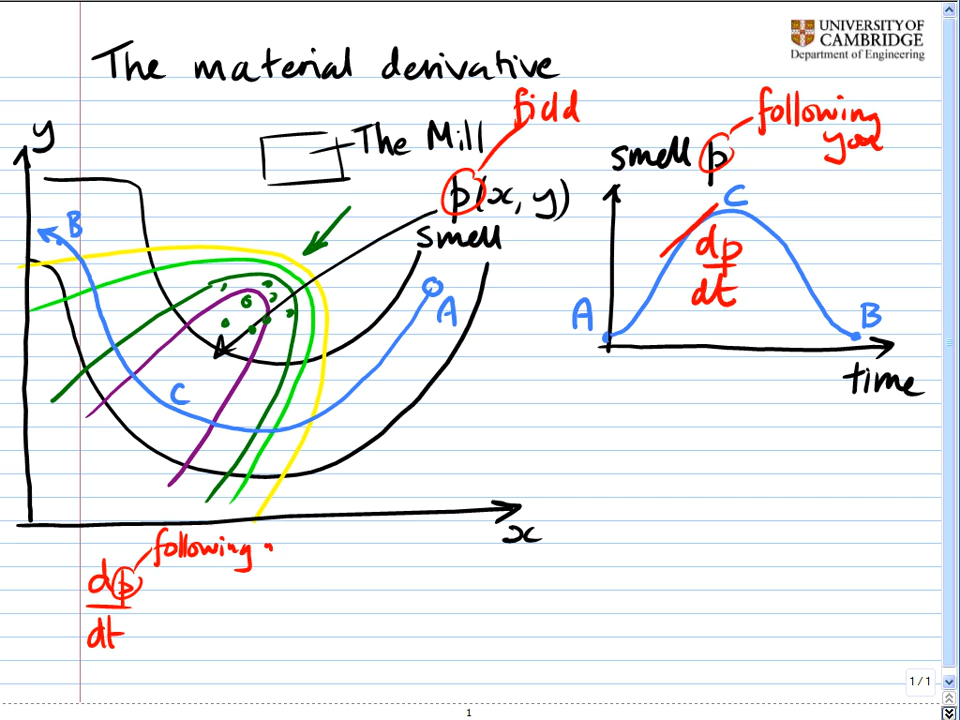 UNIVERSITY OF
CAMBRIDGE
Department of Engineering
The material derivative
field
following
you
y
The Mill
smell p
p(x, y)
smell
C
B
dp
dt
A
A
B
C
time
x
following
dp
dt
1 / 1
1